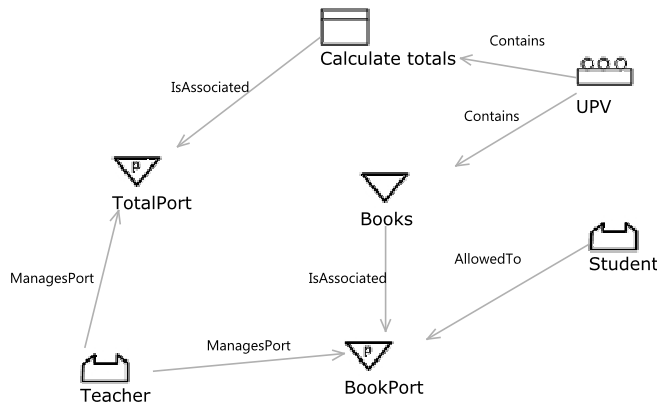 Contains
Calculate totals
IsAssociated
UPV
Contains
P
TotalPort
Books
AllowedTo
Student
ManagesPort
IsAssociated
ManagesPort
P
BookPort
Teacher